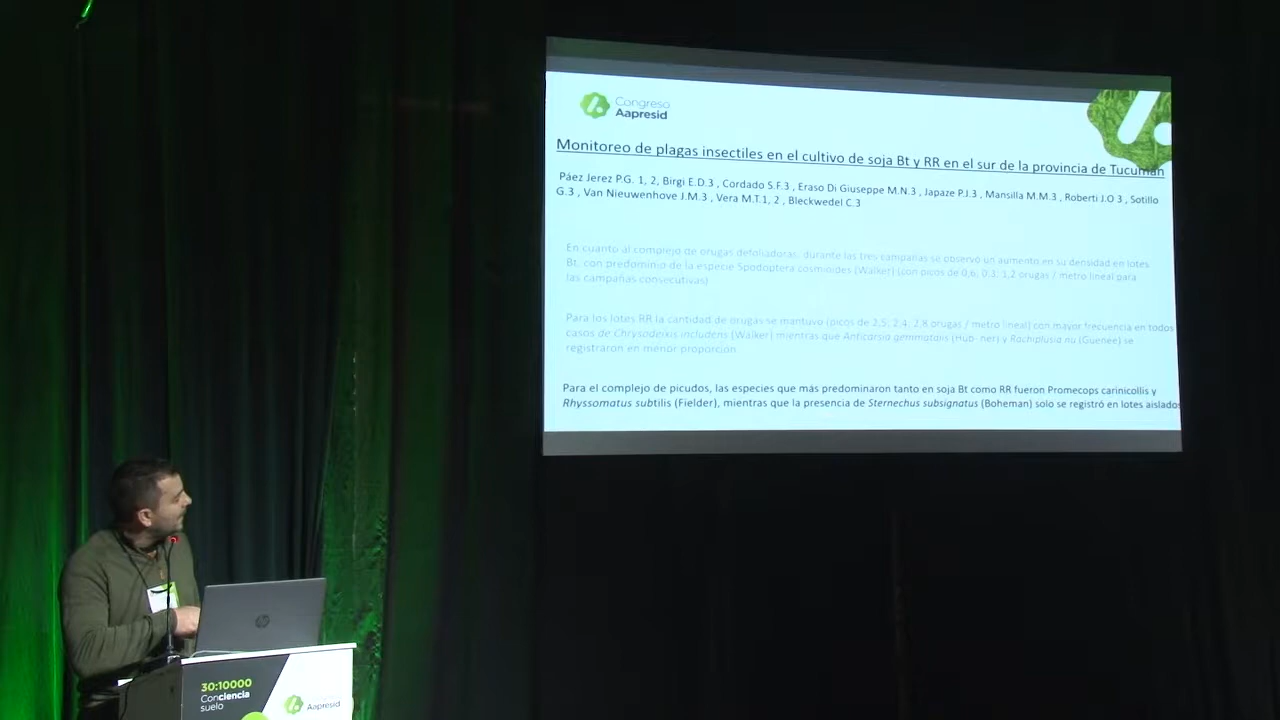 Congreso
Aapresid
Monitoreo de plagas insectiles en el cultivo de soja Bt y RR en el sur de la provincia de Tucumán
Páez Jerez P.G. 1, 2, Birgi E.D.3 , Cordado S.F.3 , Eraso Di Giuseppe M.N.3 , Japaze P.J.3 , Mansilla M.M.3 , Roberti J.O 3 , Sotillo
G.3 , Van Nieuwenhove J.M.3 , Vera M.T.1, 2 , Bleckwedel C.3
En cuanto al complejo de orugas defoliadoras, durante las tres campañas se observó un aumento en su densidad en lotes
Bt, con predominio de la especie Spodoptera cosmioides (Walker) (con picos de 0,6; 0,3; 1,2 orugas / metro lineal para
las campañas consecutivas)
Para los lotes RR la cantidad de orugas se mantuvo (picos de 2,5; 2,4; 2,8 orugas / metro lineal) con mayor frecuencia en todos
casos de Chrysodeixis includens (Walker) mientras que Anticarsia gemmatalis (Hüb- ner) y Rachiplusia nu (Guenée) se
registraron en menor proporción
Para el complejo de picudos, las especies que más predominaron tanto en soja Bt como RR fueron Promecops carinicollis y
Rhyssomatus subtilis (Fielder), mientras que la presencia de Sternechus subsignatus (Boheman) solo se registró en lotes aislados
hp
30:10000
Conciencia
suelo
Congreso
Aapresid